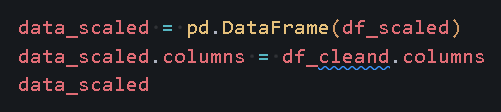 data_scaled = pd.DataFrame(df_scaled)
data_scaled.columns = df_cleand.columns
data_scaled